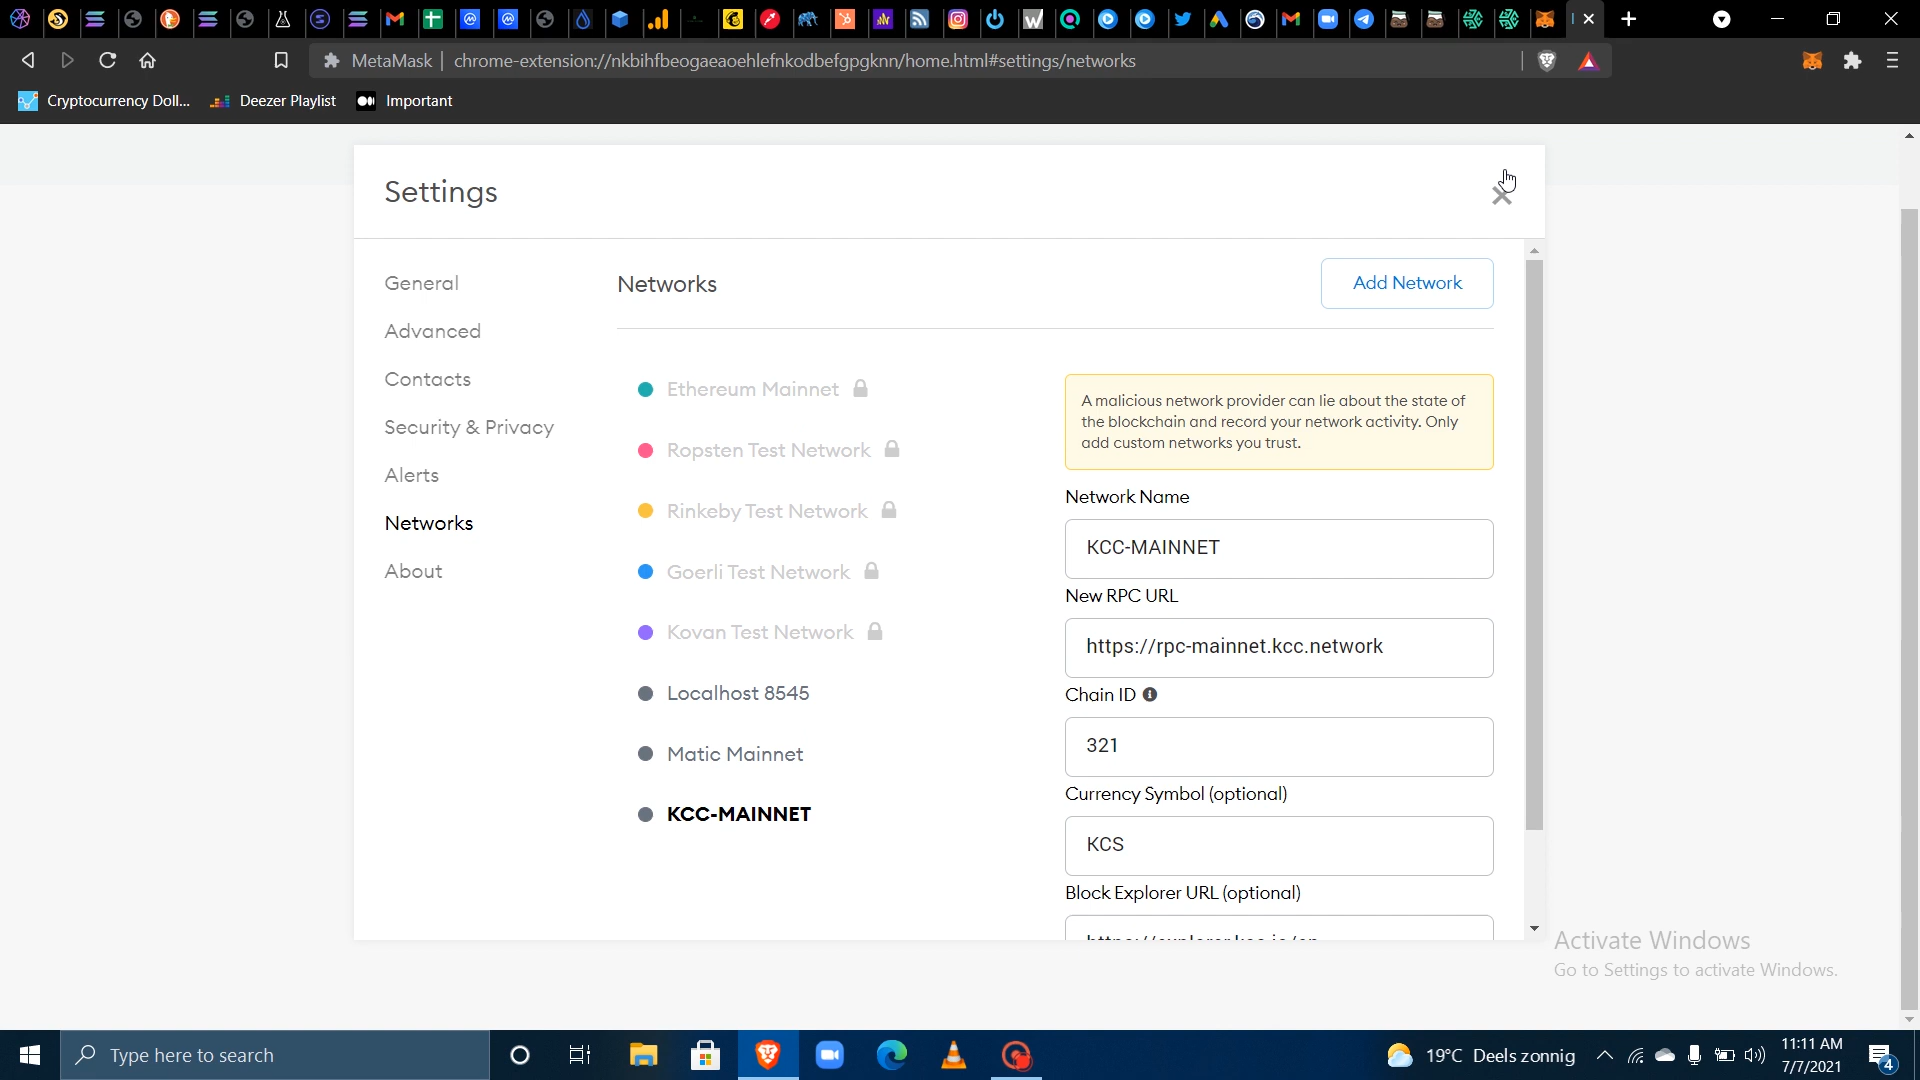 MetaMask | chrome-extension://nkbihfbeogaeaoehlefnkodbefgpgknn/home.html#settings/networks
Cryptocurrency Doll... Deezer Playlist Important
Settings
General
Advanced
Contacts
Security & Privacy
Alerts
Networks
About
Networks
Add Network
Ethereum Mainnet
Ropsten Test Network
Rinkeby Test Network
Goerli Test Network
Kovan Test Network
Localhost 8545
Matic Mainnet
KCC-MAINNET
A malicious network provider can lie about the state of
the blockchain and record your network activity. Only
add custom networks you trust.
Network Name
KCC-MAINNET
New RPC URL
https://rpc-mainnet.kcc.network
Chain ID
321
Currency Symbol (optional)
KCS
Block Explorer URL (optional)
Activate Windows
Go to Settings to activate Windows.
Type here to search
19°C Deels zonnig
11:11 AM
7/7/2021
4